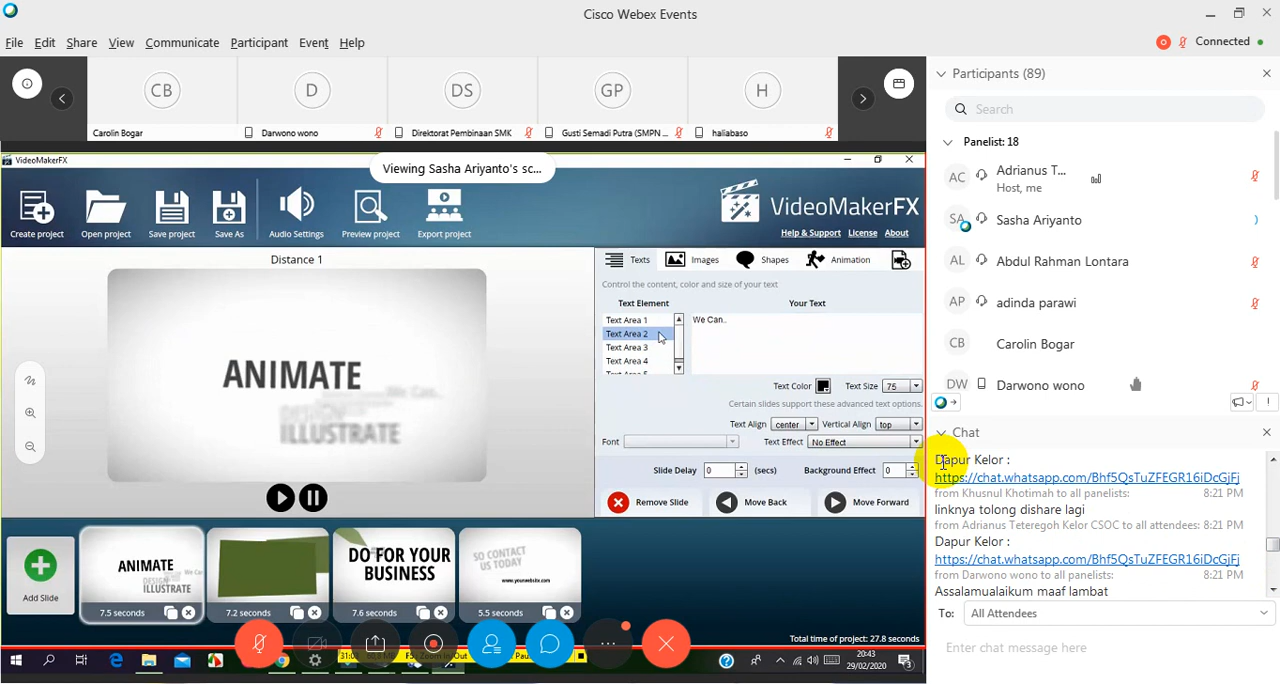 Cisco Webex Events
File Edit Share View Communicate Participant Event Help
Connected
CB D DS GP H
Carolin Bogar Darwono wono Direktorat Pembinaan SMK Gusti Semadi Putra (SMPN ... haliabaso
VideoMakerFX
Viewing Sasha Ariyanto's sc...
Create project Open project Save project Save As Audio Settings Preview project Export project
VideoMakerFX
Help & Support License About
Distance 1
ANIMATE
We Can..
DESIGN
ILLUSTRATE
Texts Images Shapes Animation
Control the content, color and size of your text
Text Element Your Text
Text Area 1
Text Area 2
Text Area 3
Text Area 4
We Can..
Text Color Text Size 75
Certain slides support these advanced text options.
Text Align center Vertical Align top
Font Text Effect No Effect
Slide Delay 0 (secs) Background Effect 0
Remove Slide Move Back Move Forward
Add Slide
ANIMATE
DESIGN
We Can
ILLUSTRATE
7.5 seconds
7.2 seconds
DO FOR YOUR
BUSINESS
7.6 seconds
SO CONTACT
US TODAY
www.yourwebsite.com
5.5 seconds
Total time of project: 27.8 seconds
20:43
29/02/2020
3
Participants (89)
Search
Panelist: 18
AC Adrianus T...
Host, me
SA Sasha Ariyanto
AL Abdul Rahman Lontara
AP adinda parawi
CB Carolin Bogar
DW Darwono wono
Chat
Dapur Kelor :
https://chat.whatsapp.com/Bhf5QsTuZFEGR16iDcGjFj
from Khusnul Khotimah to all panelists: 8:21 PM
linknya tolong dishare lagi
from Adrianus Teteregoh Kelor CSOC to all attendees: 8:21 PM
Dapur Kelor :
https://chat.whatsapp.com/Bhf5QsTuZFEGR16iDcGjFj
from Darwono wono to all panelists: 8:21 PM
Assalamualaikum maaf lambat
To: All Attendees
Enter chat message here